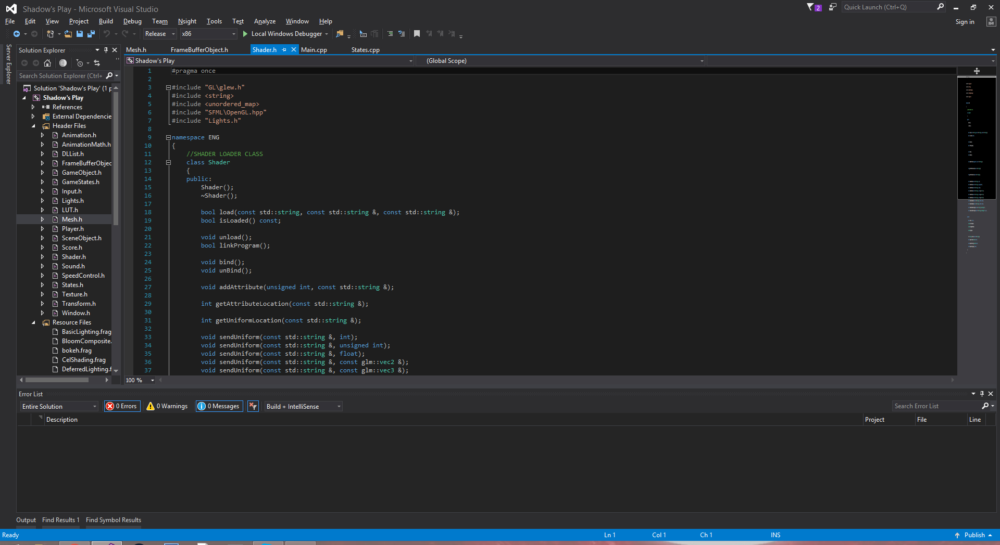 Shadow's Play - Microsoft Visual Studio
2
Quick Launch (Ctrl+Q)
File Edit View Project Build Debug Team Nsight Tools Test Analyze Window Help
Sign in
Release x86 Local Windows Debugger
Server Explorer
Solution Explorer
Search Solution Explorer (Ctrl+
Solution 'Shadow's Play' (1 p
Shadow's Play
References
External Dependencie
Header Files
Animation.h
AnimationMath.h
DLList.h
FrameBufferObjec
GameObject.h
GameStates.h
Input.h
Lights.h
LUT.h
Mesh.h
Player.h
SceneObject.h
Score.h
Shader.h
Sound.h
SpeedControl.h
States.h
Texture.h
Transform.h
Window.h
Resource Files
BasicLighting.frag
BloomComposite.
bokeh.frag
CelShading.frag
DeferredLighting.f
Mesh.h FrameBufferObject.h Shader.h Main.cpp States.cpp
Shadow's Play (Global Scope)
1 #pragma once
2
3 #include "GL\glew.h"
4 #include <string>
5 #include <unordered_map>
6 #include "SFML\OpenGL.hpp"
7 #include "Lights.h"
8
9 namespace ENG
10 {
11 //SHADER LOADER CLASS
12 class Shader
13 {
14 public:
15 Shader();
16 ~Shader();
17
18 bool load(const std::string, const std::string &, const std::string &);
19 bool isLoaded() const;
20
21 void unload();
22 bool linkProgram();
23
24 void bind();
25 void unBind();
26
27 void addAttribute(unsigned int, const std::string &);
28
29 int getAttributeLocation(const std::string &);
30
31 int getUniformLocation(const std::string &);
32
33 void sendUniform(const std::string &, int);
34 void sendUniform(const std::string &, unsigned int);
35 void sendUniform(const std::string &, float);
36 void sendUniform(const std::string &, const glm::vec2 &);
37 void sendUniform(const std::string &, const glm::vec3 &);
100 %
Error List
Entire Solution 0 Errors 0 Warnings 0 Messages Build + IntelliSense
Search Error List
Description Project File Line
Output Find Results 1 Find Symbol Results
Ready Ln 1 Col 1 Ch 1 INS Publish